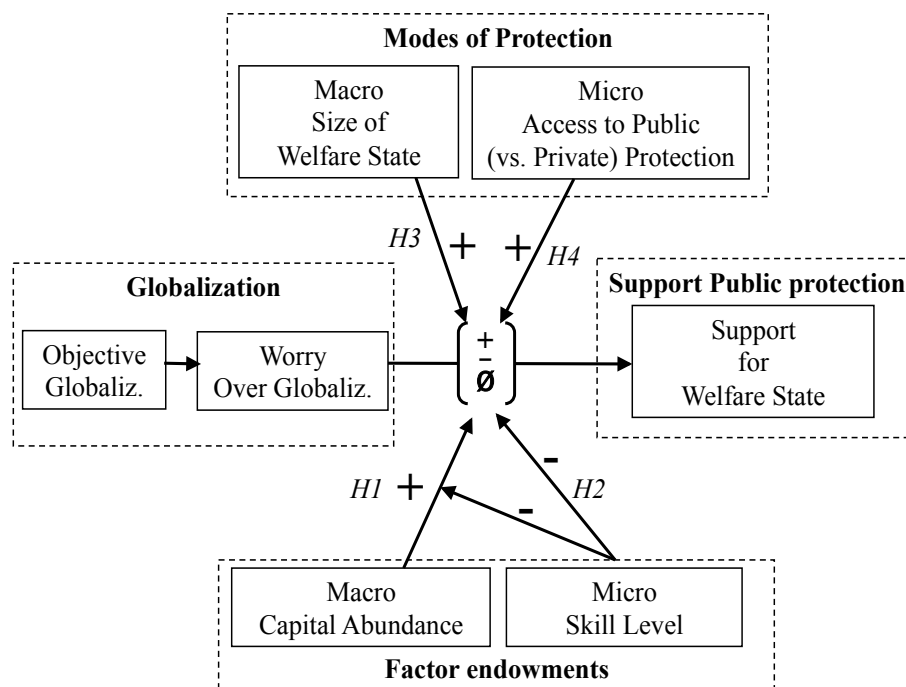 Modes of Protection
Macro
Size of
Welfare State
Micro
Access to Public
(vs. Private) Protection
H3
+
+
H4
Globalization
Objective
Globaliz.
Worry
Over Globaliz.
+
-
Ø
Support Public protection
Support
for
Welfare State
H1
+
-
-
H2
Macro
Capital Abundance
Micro
Skill Level
Factor endowments